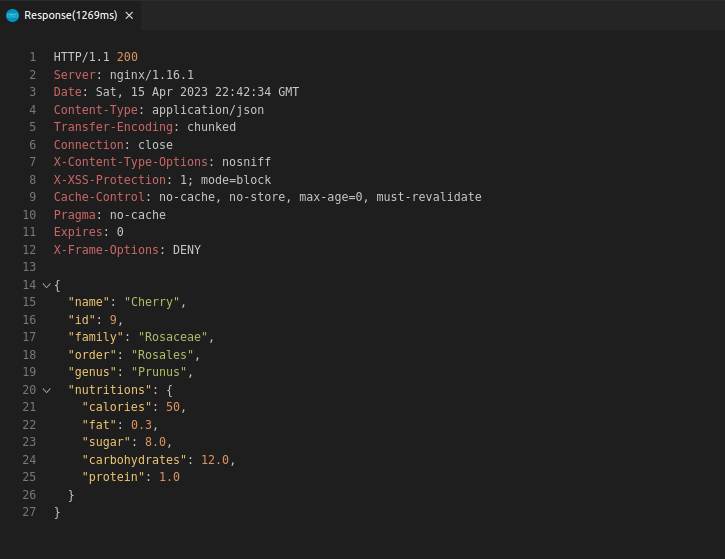 Response(1269ms) ×
1 HTTP/1.1 200
2 Server: nginx/1.16.1
3 Date: Sat, 15 Apr 2023 22:42:34 GMT
4 Content-Type: application/json
5 Transfer-Encoding: chunked
6 Connection: close
7 X-Content-Type-Options: nosniff
8 X-XSS-Protection: 1; mode=block
9 Cache-Control: no-cache, no-store, max-age=0, must-revalidate
10 Pragma: no-cache
11 Expires: 0
12 X-Frame-Options: DENY
13
14 {
15   "name": "Cherry",
16   "id": 9,
17   "family": "Rosaceae",
18   "order": "Rosales",
19   "genus": "Prunus",
20   "nutritions": {
21     "calories": 50,
22     "fat": 0.3,
23     "sugar": 8.0,
24     "carbohydrates": 12.0,
25     "protein": 1.0
26   }
27 }